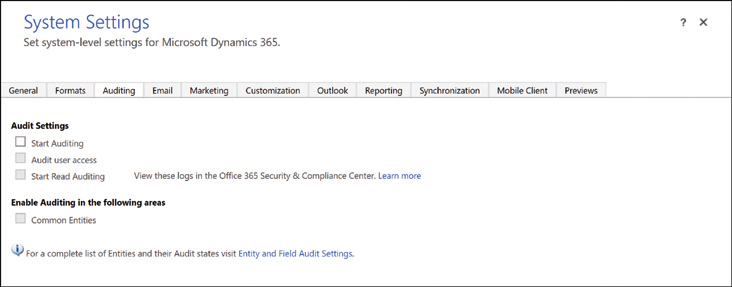 System Settings
? ✕
Set system-level settings for Microsoft Dynamics 365.
General Formats Auditing Email Marketing Customization Outlook Reporting Synchronization Mobile Client Previews
Audit Settings
Start Auditing
Audit user access
Start Read Auditing View these logs in the Office 365 Security & Compliance Center. Learn more
Enable Auditing in the following areas
Common Entities
For a complete list of Entities and their Audit states visit Entity and Field Audit Settings.